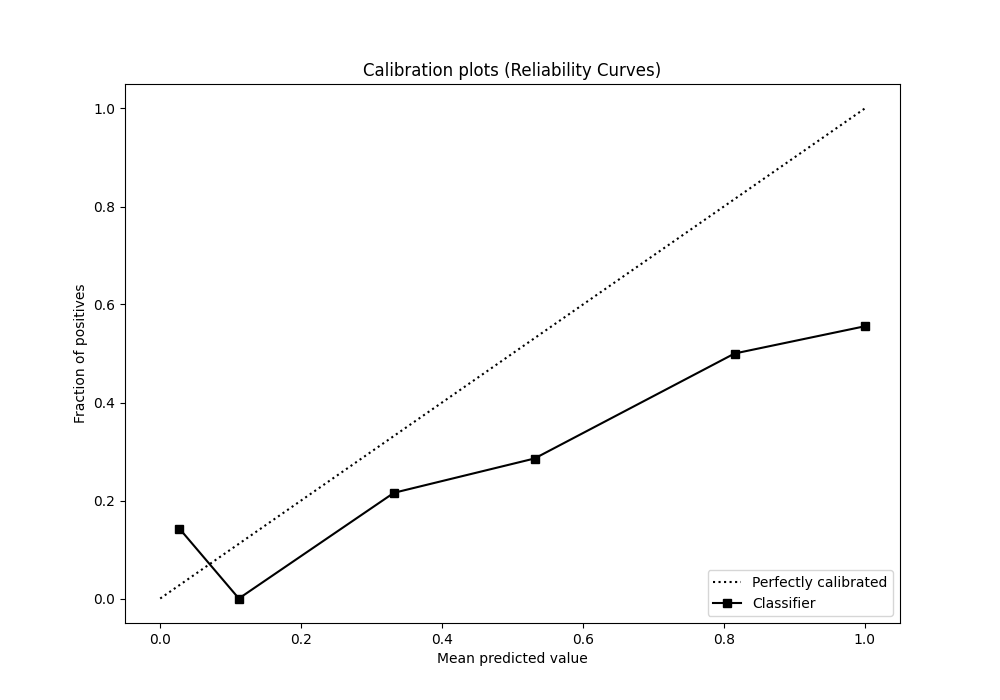 Calibration plots (Reliability Curves)
Fraction of positives
1.0
0.8
0.6
0.4
0.2
0.0
Perfectly calibrated
Classifier
0.0 0.2 0.4 0.6 0.8 1.0
Mean predicted value